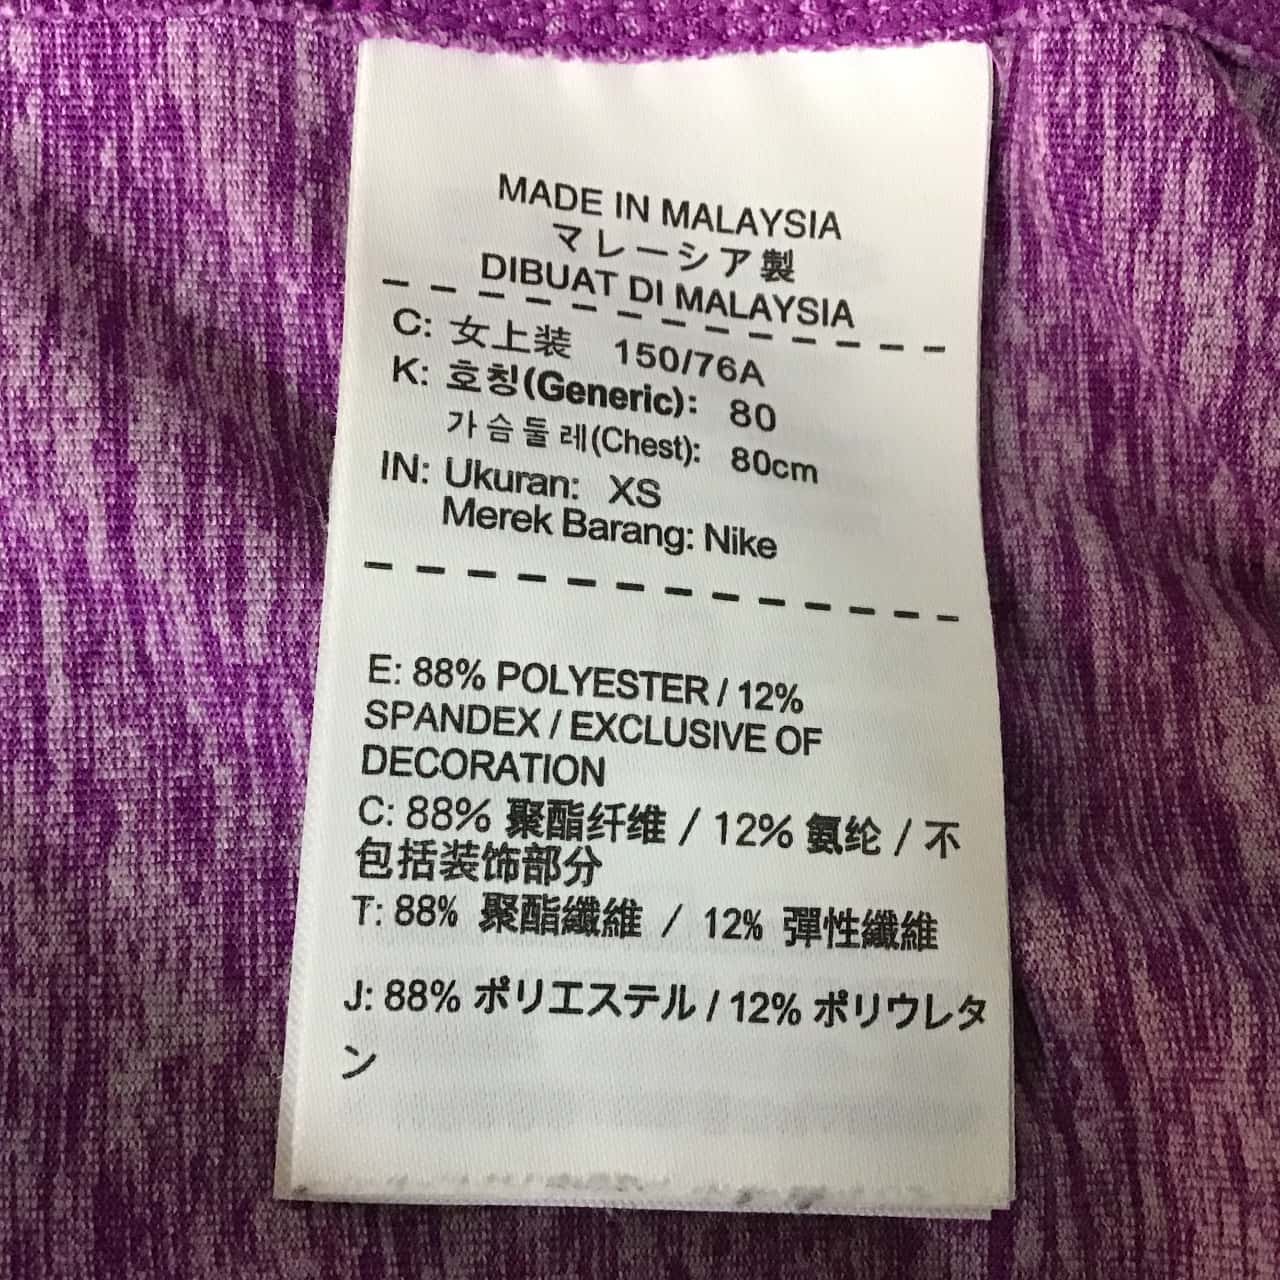 MADE IN MALAYSIA
マレーシア製
DIBUAT DI MALAYSIA
C: 女上装 150/76A
K: 호칭(Generic): 80
가슴둘레(Chest): 80cm
IN: Ukuran: XS
Merek Barang: Nike
E: 88% POLYESTER / 12%
SPANDEX / EXCLUSIVE OF
DECORATION
C: 88% 聚酯纤维 / 12% 氨纶 / 不
包括装饰部分
T: 88% 聚酯纖維 / 12% 彈性纖維
J: 88% ポリエステル / 12% ポリウレタ
ン